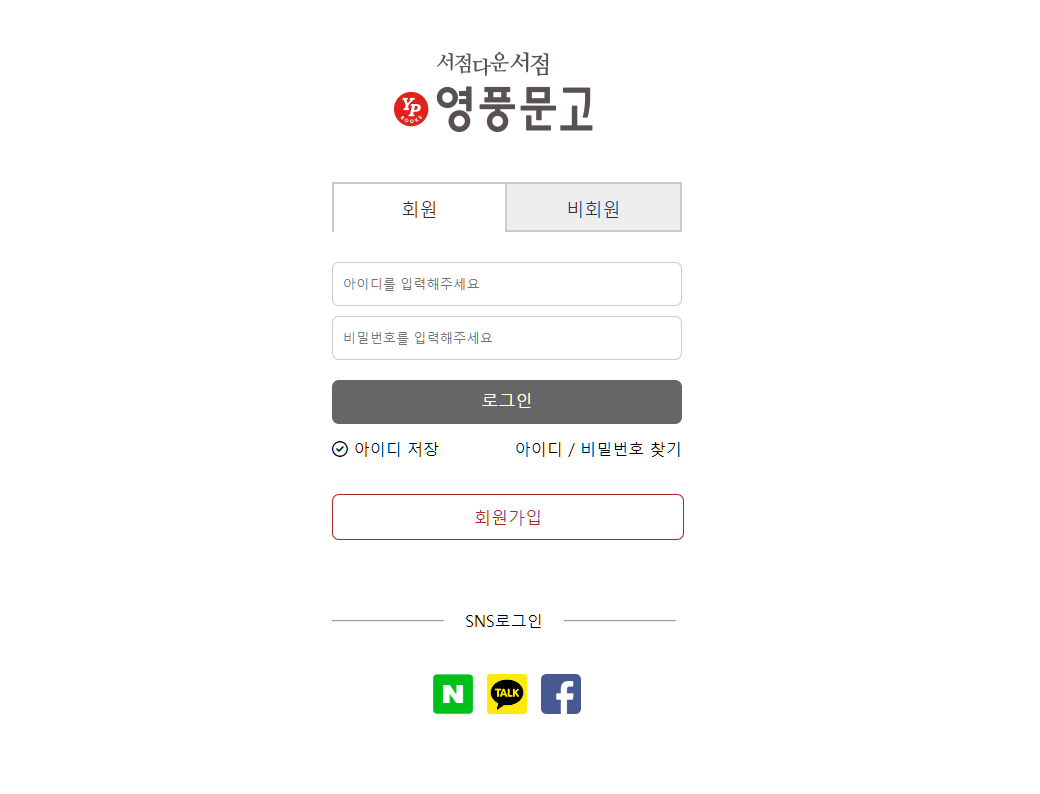 서점다운서점
YP BOOKS 영풍문고
회원 비회원
아이디를 입력해주세요
비밀번호를 입력해주세요
로그인
아이디 저장 아이디 / 비밀번호 찾기
회원가입
SNS로그인
N TALK f